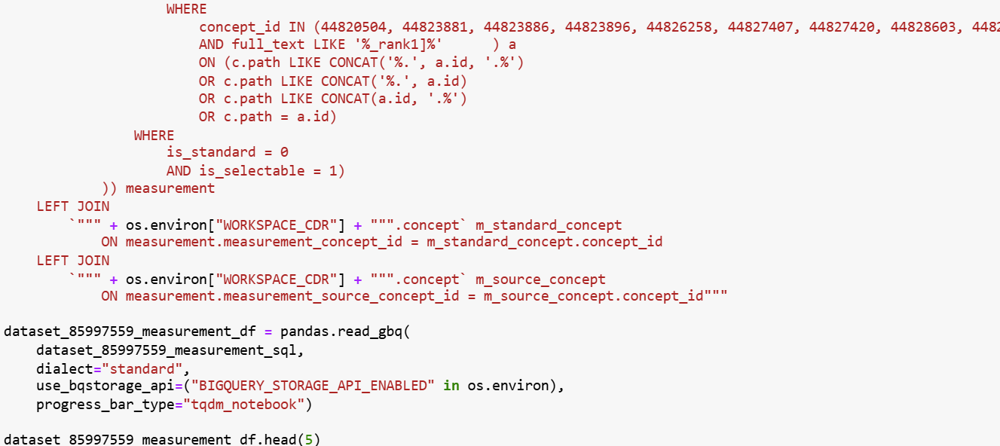 WHERE
concept_id IN (44820504, 44823881, 44823886, 44823896, 44826258, 44827407, 44827420, 44828603,
AND full_text LIKE '%_rank1]%'      ) a
ON (c.path LIKE CONCAT('%.', a.id, '.%')
OR c.path LIKE CONCAT('%.', a.id)
OR c.path LIKE CONCAT(a.id, '.%')
OR c.path = a.id)
WHERE
is_standard = 0
AND is_selectable = 1)
)) measurement
LEFT JOIN
`""" + os.environ["WORKSPACE_CDR"] + """.concept` m_standard_concept
ON measurement.measurement_concept_id = m_standard_concept.concept_id
LEFT JOIN
`""" + os.environ["WORKSPACE_CDR"] + """.concept` m_source_concept
ON measurement.measurement_source_concept_id = m_source_concept.concept_id"""
dataset_85997559_measurement_df = pandas.read_gbq(
dataset_85997559_measurement_sql,
dialect="standard",
use_bqstorage_api=("BIGQUERY_STORAGE_API_ENABLED" in os.environ),
progress_bar_type="tqdm_notebook")
dataset_85997559_measurement_df.head(5)